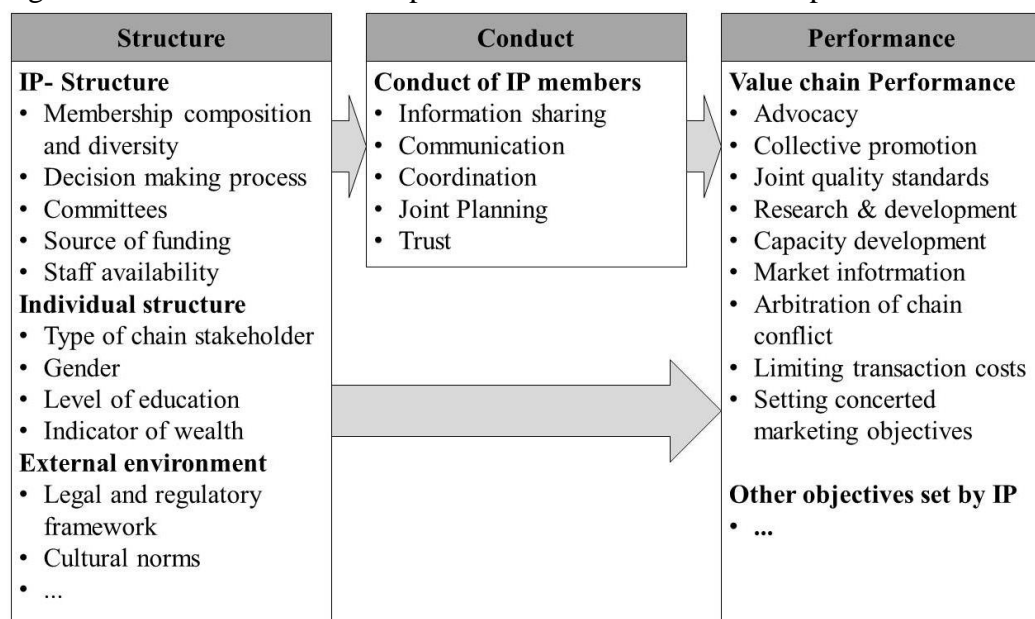 Structure
IP- Structure
• Membership composition
and diversity
• Decision making process
• Committees
• Source of funding
• Staff availability
Individual structure
• Type of chain stakeholder
• Gender
• Level of education
• Indicator of wealth
External environment
• Legal and regulatory
framework
• Cultural norms
• ...
Conduct
Conduct of IP members
• Information sharing
• Communication
• Coordination
• Joint Planning
• Trust
Performance
Value chain Performance
• Advocacy
• Collective promotion
• Joint quality standards
• Research & development
• Capacity development
• Market infotrmation
• Arbitration of chain
conflict
• Limiting transaction costs
• Setting concerted
marketing objectives
Other objectives set by IP
• ...